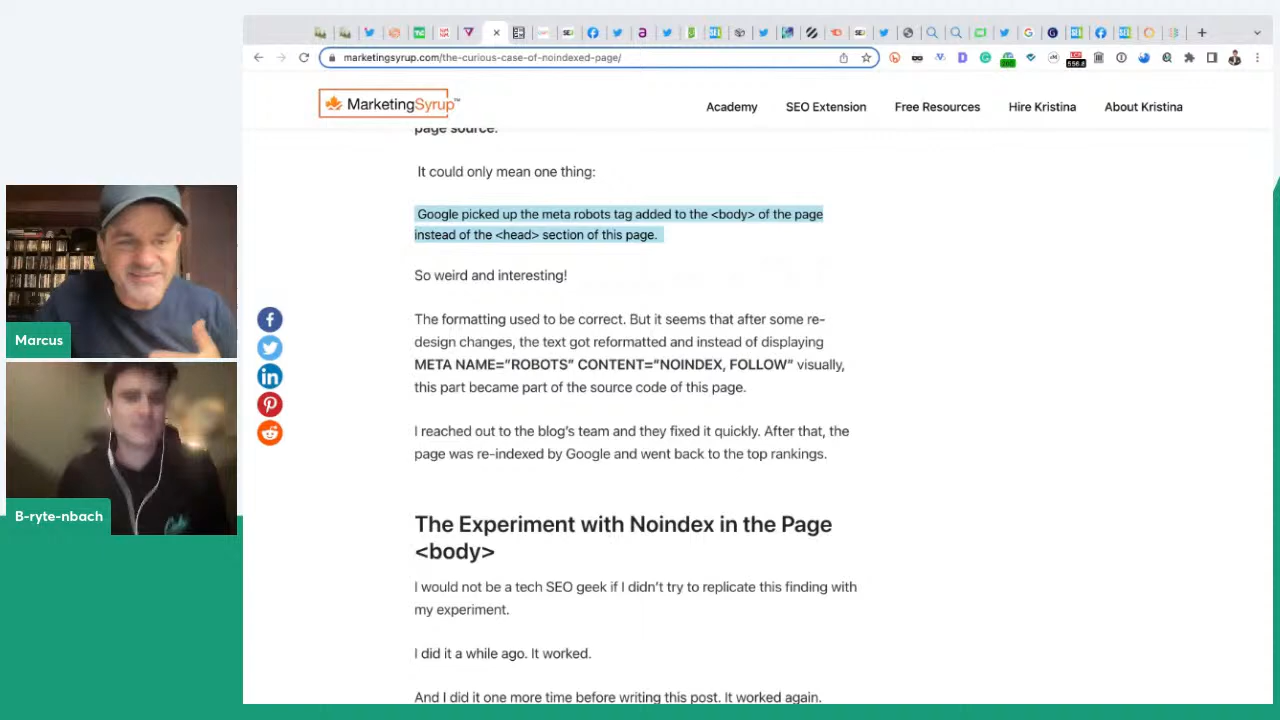 marketingsyrup.com/the-curious-case-of-noindexed-page/
MarketingSyrup™
Academy
SEO Extension
Free Resources
Hire Kristina
About Kristina
page source.
It could only mean one thing:
Google picked up the meta robots tag added to the <body> of the page
instead of the <head> section of this page.
So weird and interesting!
The formatting used to be correct. But it seems that after some re-
design changes, the text got reformatted and instead of displaying
META NAME=”ROBOTS” CONTENT=”NOINDEX, FOLLOW” visually,
this part became part of the source code of this page.
I reached out to the blog’s team and they fixed it quickly. After that, the
page was re-indexed by Google and went back to the top rankings.
The Experiment with Noindex in the Page
<body>
I would not be a tech SEO geek if I didn’t try to replicate this finding with
my experiment.
I did it a while ago. It worked.
And I did it one more time before writing this post. It worked again.
Marcus
B-ryte-nbach